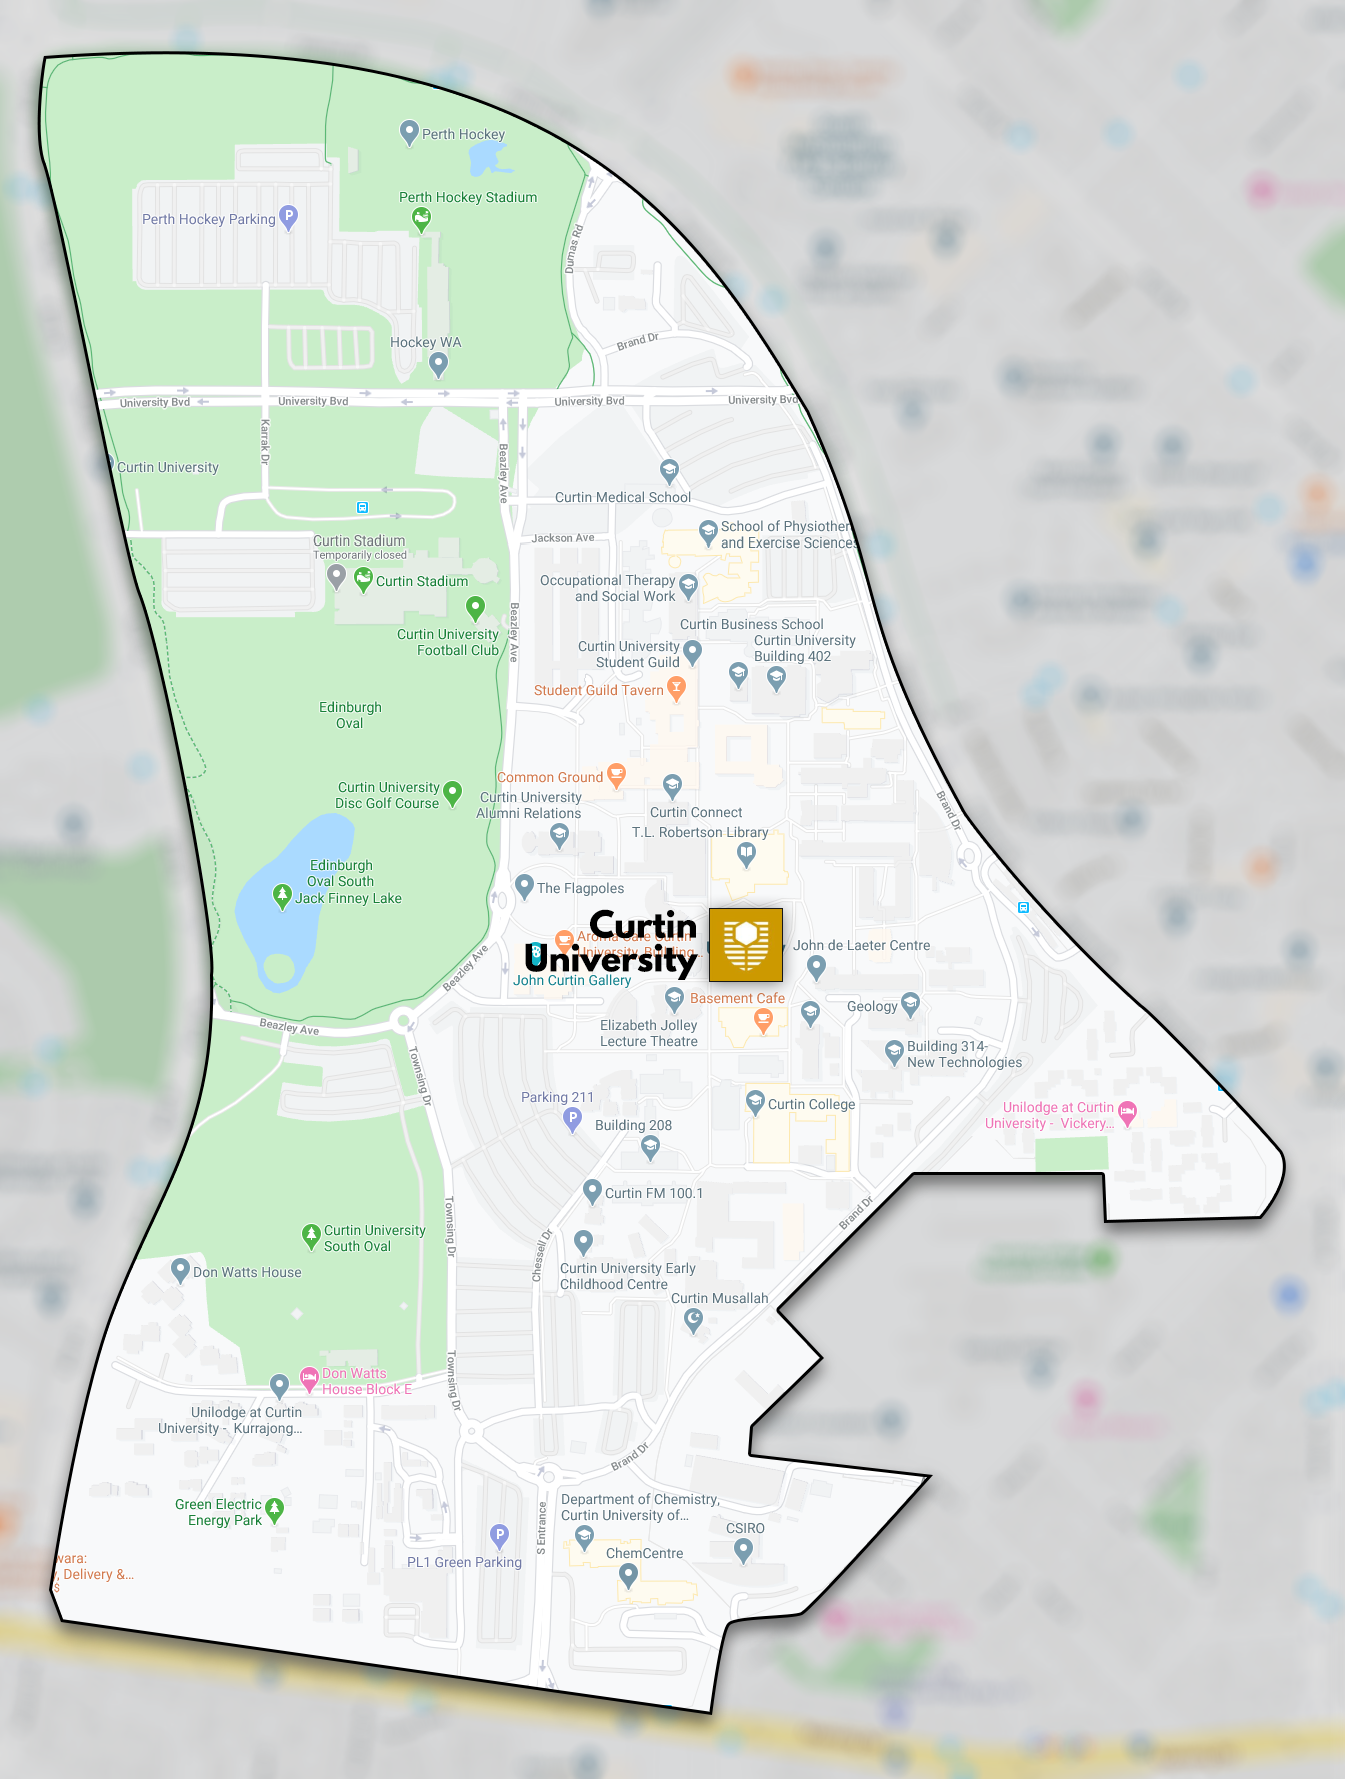 Perth Hockey
Perth Hockey Stadium
Perth Hockey Parking
P
Dumas Rd
Brand Dr
Hockey WA
University Bvd
University Bvd
University Bvd
University Bvd
Karrak Dr
Beazley Ave
Curtin University
Curtin Medical School
School of Physiother
and Exercise Sciences
Jackson Ave
Curtin Stadium
Temporarily closed
Curtin Stadium
Occupational Therapy
and Social Work
Curtin University
Football Club
Beazley Ave
Curtin Business School
Curtin University
Building 402
Curtin University
Student Guild
Student Guild Tavern
Edinburgh
Oval
Common Ground
Curtin University
Disc Golf Course
Curtin University
Alumni Relations
Curtin Connect
T.L. Robertson Library
Brand Dr
Edinburgh
Oval South
Jack Finney Lake
The Flagpoles
Curtin
University
Aroma Cafe Curtin
University, Building...
John de Laeter Centre
John Curtin Gallery
Beazley Ave
Basement Cafe
Geology
Elizabeth Jolley
Lecture Theatre
Beazley Ave
Building 314-
New Technologies
Townsing Dr
Parking 211
P
Curtin College
Unilodge at Curtin
University - Vickery...
Building 208
Curtin FM 100.1
Brand Dr
Townsing Dr
Chessell Dr
Curtin University
South Oval
Don Watts House
Curtin University Early
Childhood Centre
Curtin Musallah
Townsing Dr
Don Watts
House Block E
Unilodge at Curtin
University - Kurrajong...
Brand Dr
Green Electric
Energy Park
Department of Chemistry,
Curtin University of...
S Entrance
P
PL1 Green Parking
CSIRO
ChemCentre
wara:
, Delivery &...
$